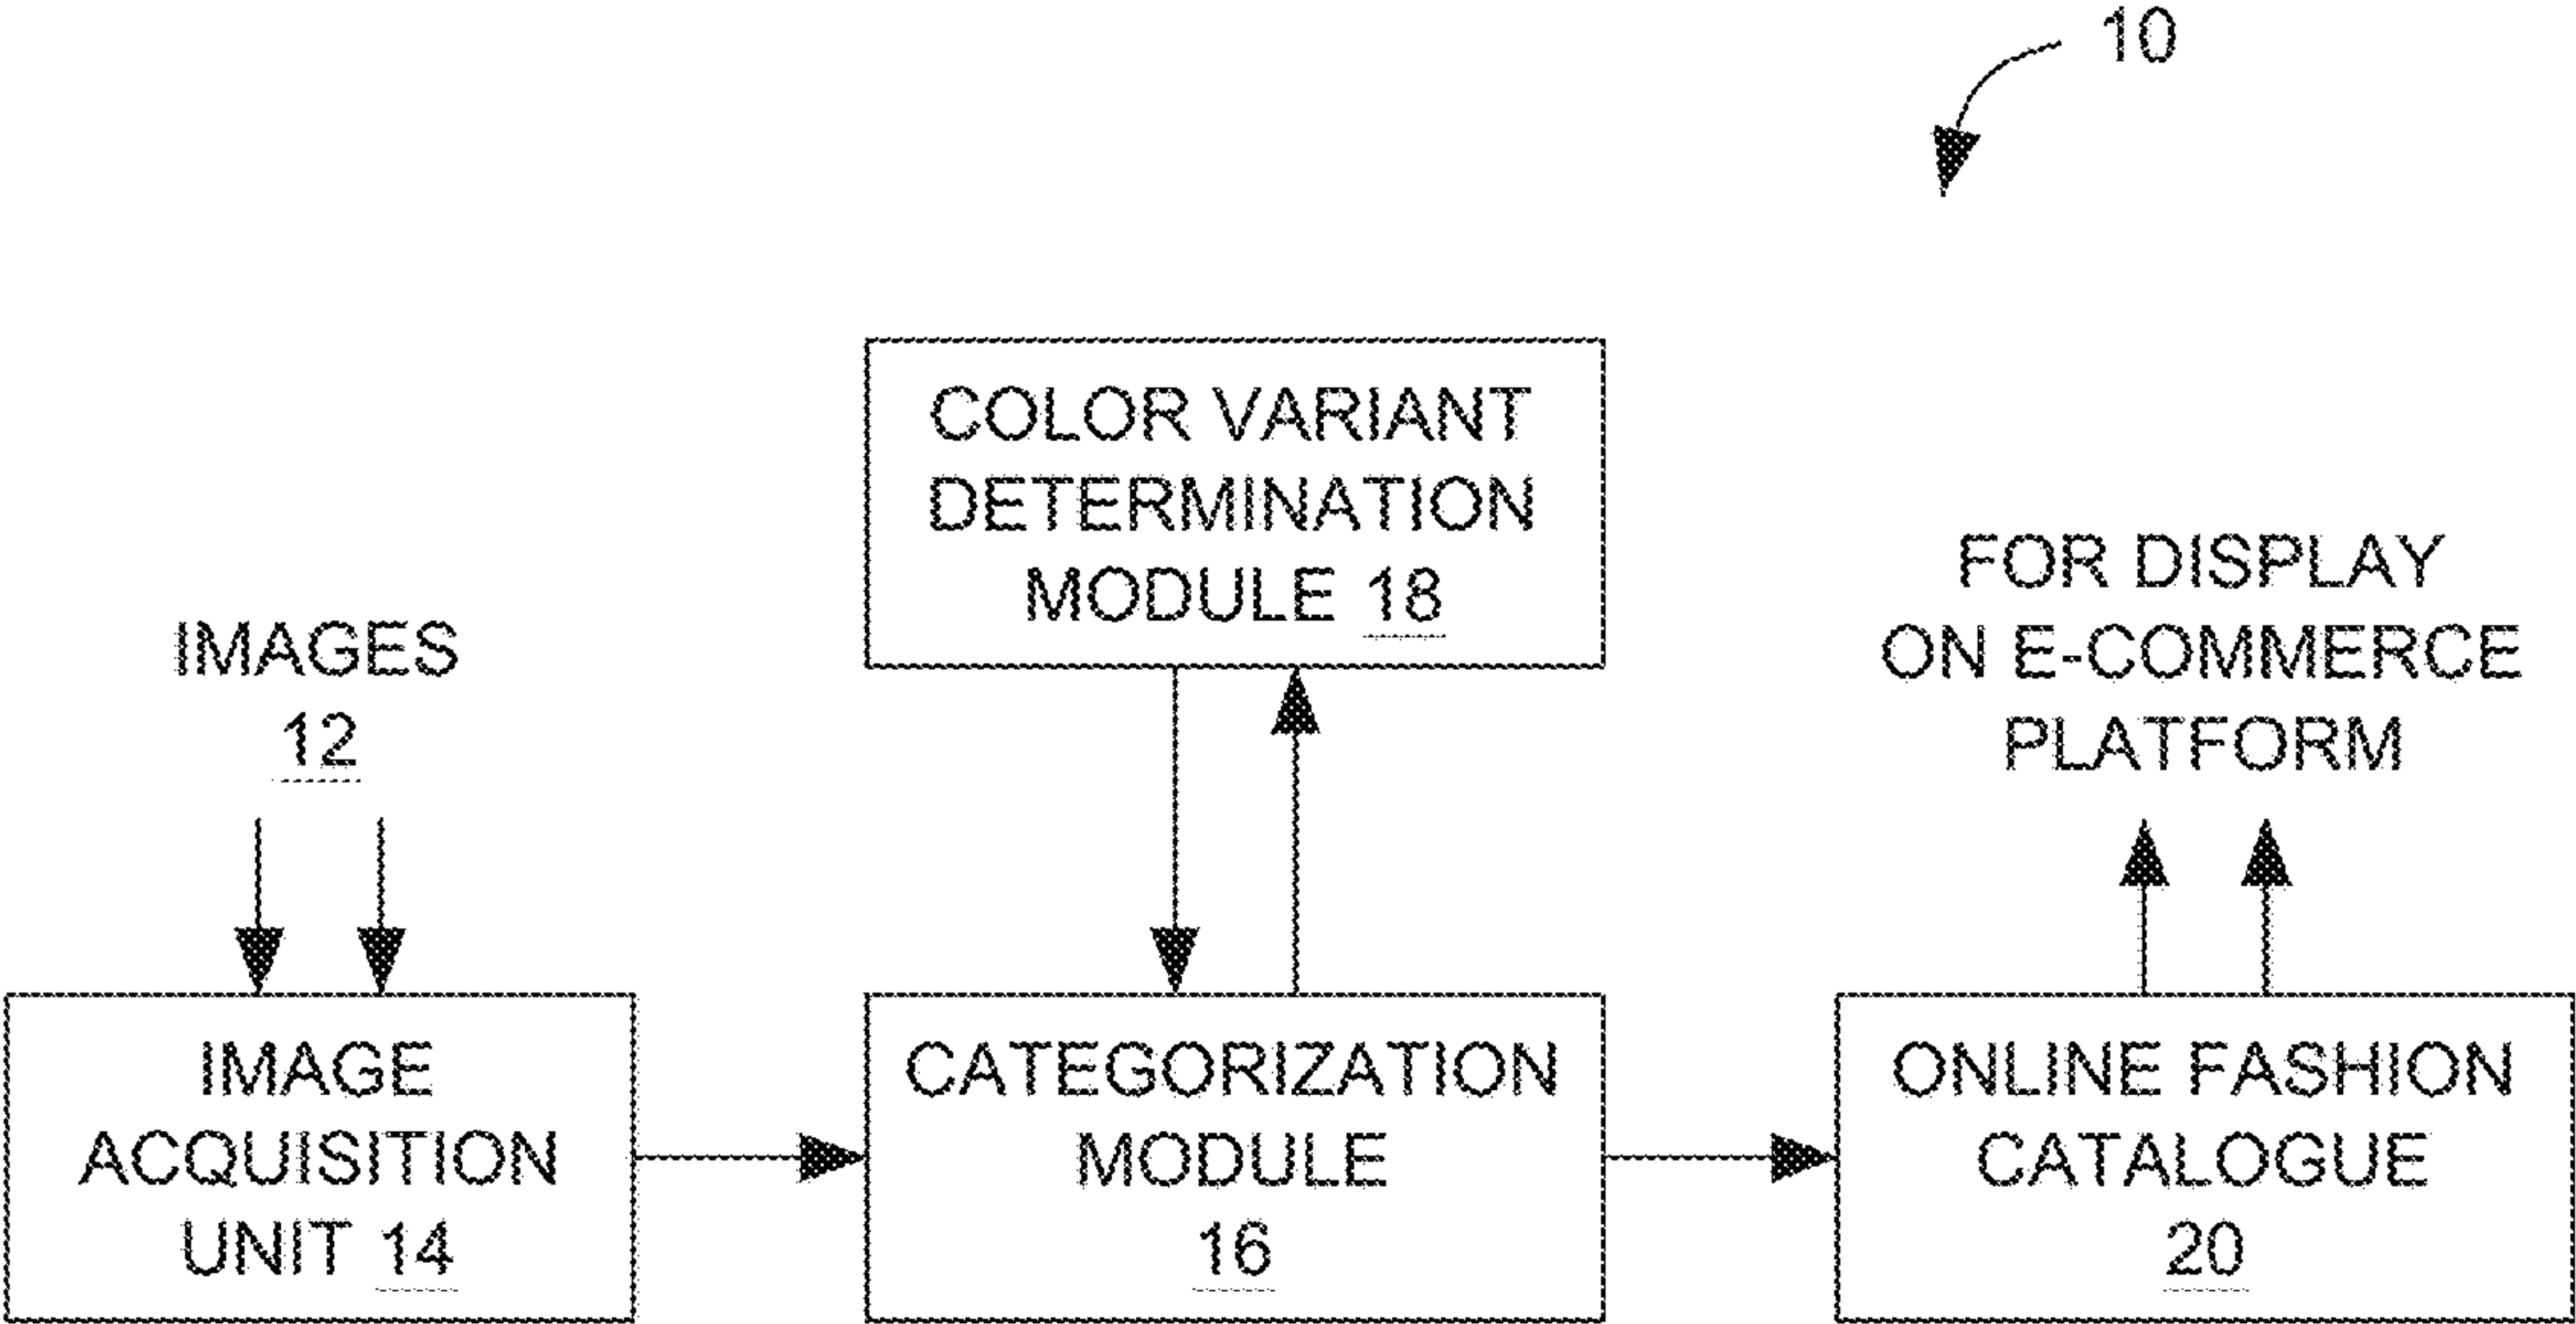 10
COLOR VARIANT
DETERMINATION
MODULE 18
IMAGES
12
FOR DISPLAY
ON E-COMMERCE
PLATFORM
IMAGE
ACQUISITION
UNIT 14
CATEGORIZATION
MODULE
16
ONLINE FASHION
CATALOGUE
20